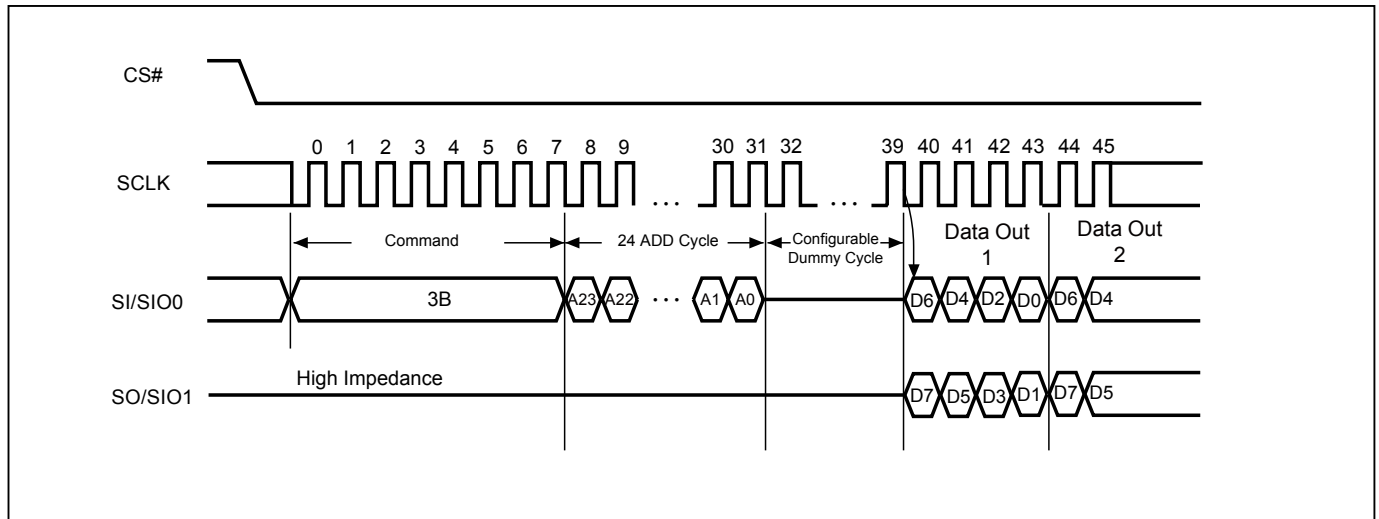 CS#
0 1 2 3 4 5 6 7 8 9 30 31 32 39 40 41 42 43 44 45
SCLK
... ...
Command 24 ADD Cycle Configurable Dummy Cycle Data Out 1 Data Out 2
SI/SIO0 3B A23 A22 ... A1 A0 D6 D4 D2 D0 D6 D4
High Impedance
SO/SIO1 D7 D5 D3 D1 D7 D5